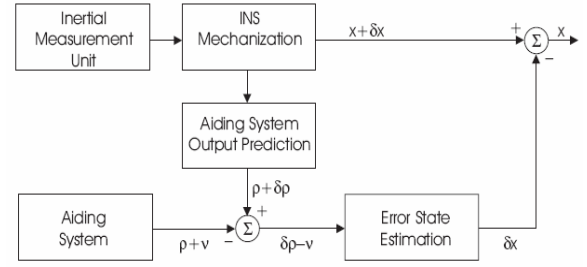 Inertial
Measurement
Unit
INS
Mechanization
x+δx
+
Σ
x
−
Aiding System
Output Prediction
ρ+δρ
+
Aiding
System
ρ+ν
−
Σ
δρ−ν
Error State
Estimation
δx